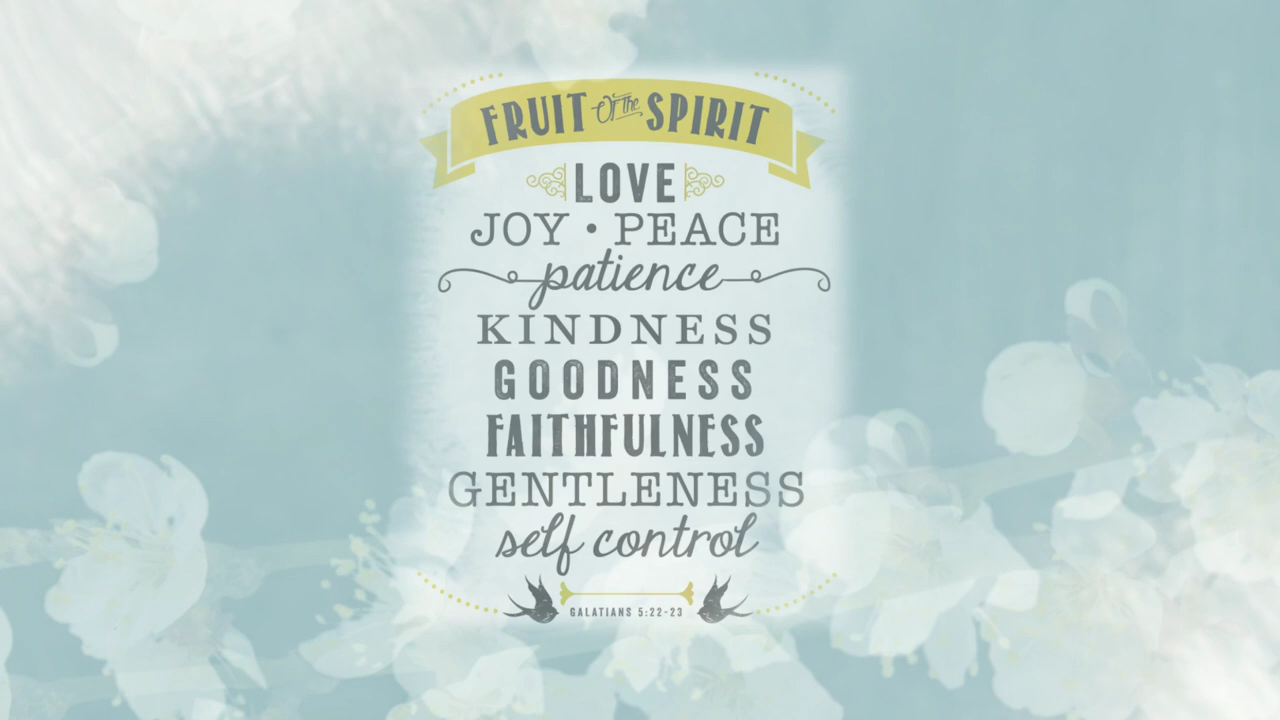 FRUIT Of the SPIRIT
LOVE
JOY • PEACE
patience
KINDNESS
GOODNESS
FAITHFULNESS
GENTLENESS
self control
GALATIANS 5:22-23